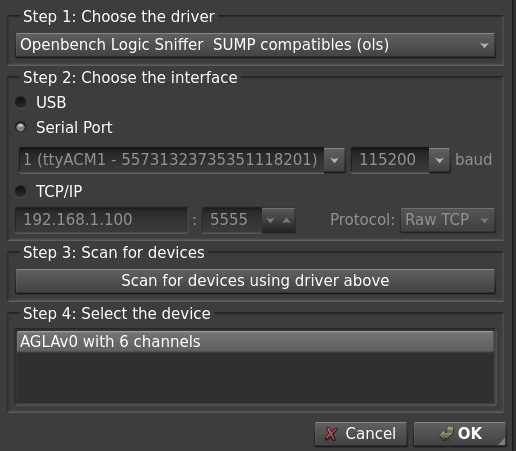 Step 1: Choose the driver
Openbench Logic Sniffer  SUMP compatibles (ols)
Step 2: Choose the interface
USB
Serial Port
1 (ttyACM1 - 55731323735351118201) 115200 baud
TCP/IP
192.168.1.100 : 5555 Protocol: Raw TCP
Step 3: Scan for devices
Scan for devices using driver above
Step 4: Select the device
AGLAv0 with 6 channels
Cancel OK